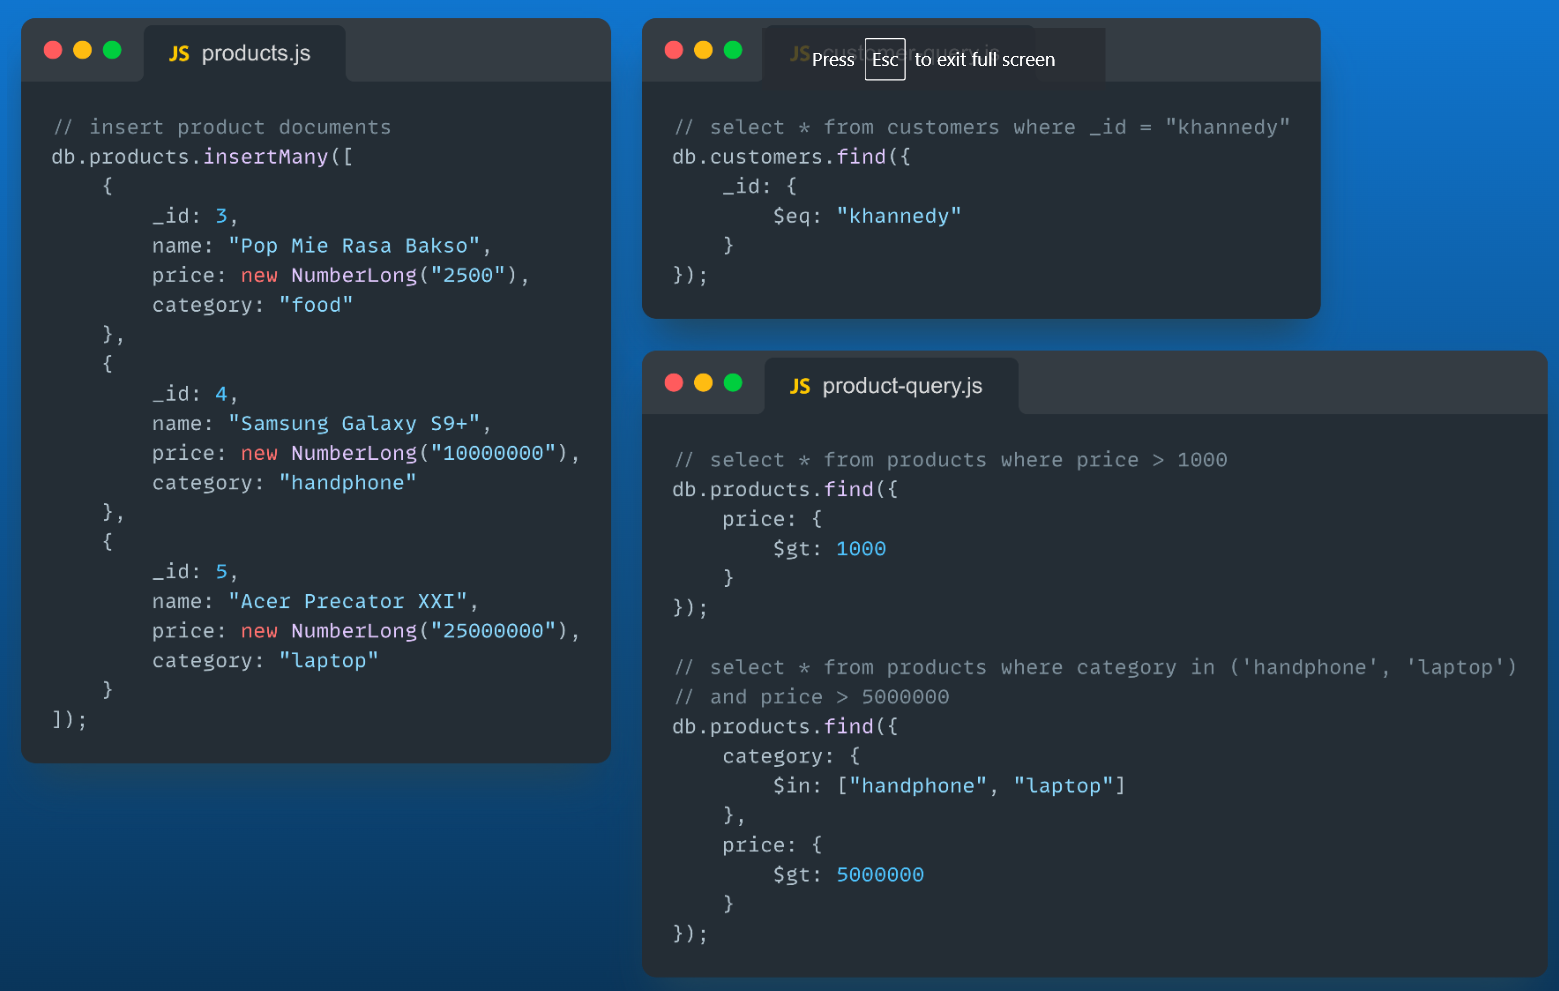 JS products.js
// insert product documents
db.products.insertMany([
    {
        _id: 3,
        name: "Pop Mie Rasa Bakso",
        price: new NumberLong("2500"),
        category: "food"
    },
    {
        _id: 4,
        name: "Samsung Galaxy S9+",
        price: new NumberLong("10000000"),
        category: "handphone"
    },
    {
        _id: 5,
        name: "Acer Precator XXI",
        price: new NumberLong("25000000"),
        category: "laptop"
    }
]);
JS customer-query.js
Press Esc to exit full screen
// select * from customers where _id = "khannedy"
db.customers.find({
    _id: {
        $eq: "khannedy"
    }
});
JS product-query.js
// select * from products where price > 1000
db.products.find({
    price: {
        $gt: 1000
    }
});
// select * from products where category in ('handphone', 'laptop')
// and price > 5000000
db.products.find({
    category: {
        $in: ["handphone", "laptop"]
    },
    price: {
        $gt: 5000000
    }
});